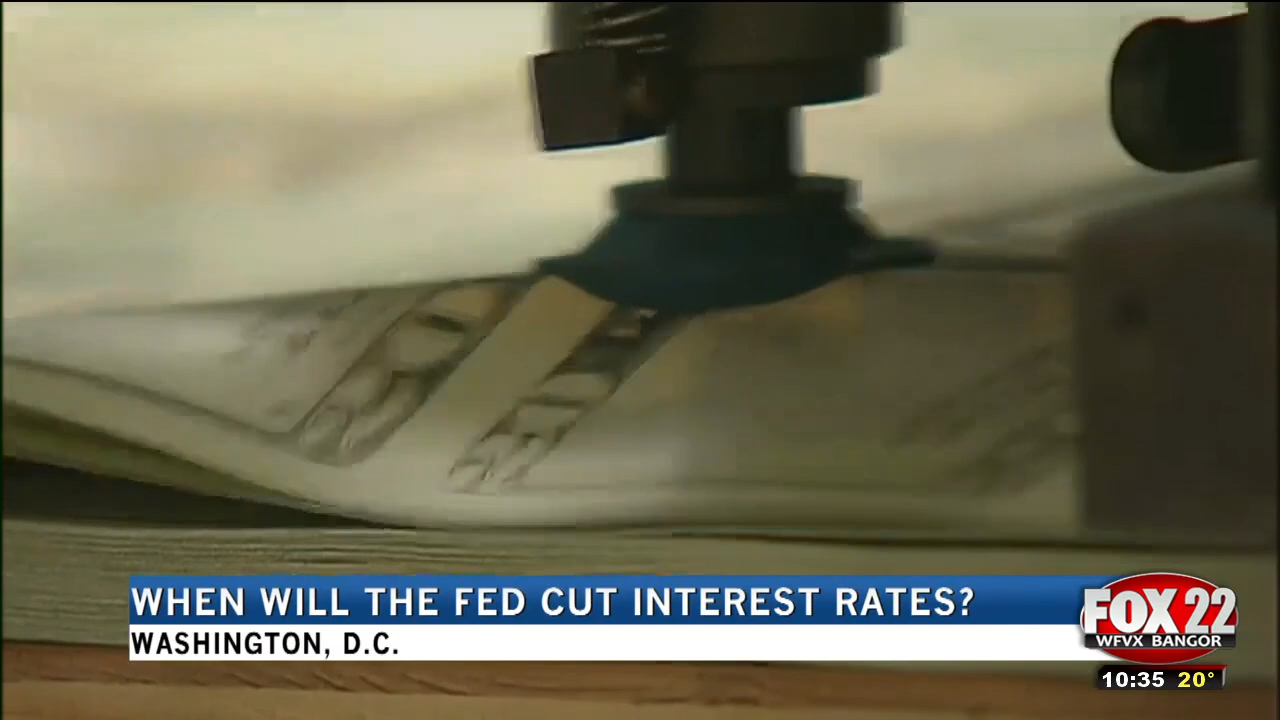 WHEN WILL THE FED CUT INTEREST RATES?
WASHINGTON, D.C.
FOX 22
WFVX BANGOR
10:35 20°